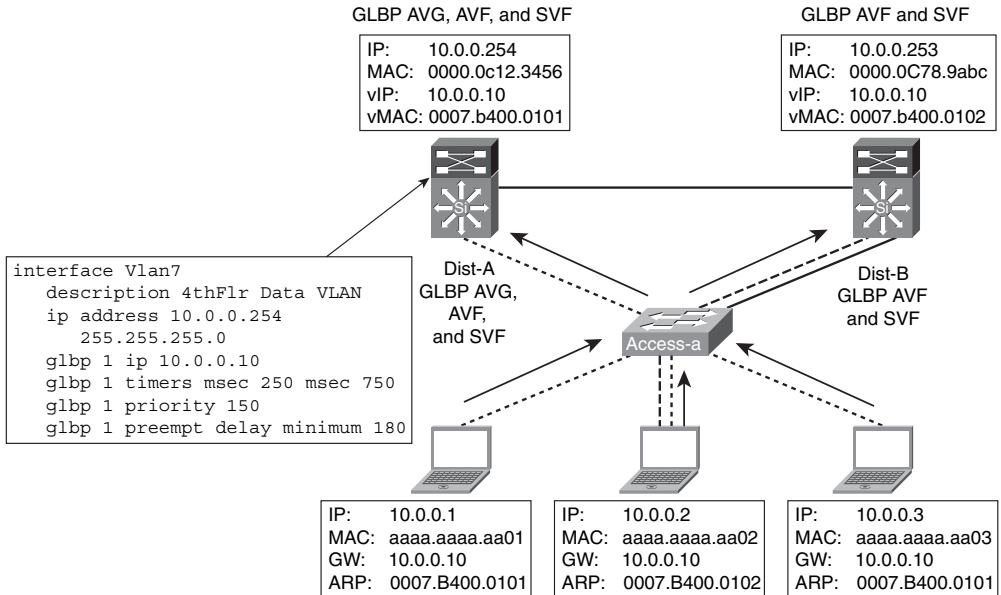 GLBP AVG, AVF, and SVF
IP: 10.0.0.254
MAC: 0000.0c12.3456
vIP: 10.0.0.10
vMAC: 0007.b400.0101
GLBP AVF and SVF
IP: 10.0.0.253
MAC: 0000.0C78.9abc
vIP: 10.0.0.10
vMAC: 0007.b400.0102
Si
Si
interface Vlan7
description 4thFlr Data VLAN
ip address 10.0.0.254
255.255.255.0
glbp 1 ip 10.0.0.10
glbp 1 timers msec 250 msec 750
glbp 1 priority 150
glbp 1 preempt delay minimum 180
Dist-A
GLBP AVG,
AVF,
and SVF
Dist-B
GLBP AVF
and SVF
Access-a
IP: 10.0.0.1
MAC: aaaa.aaaa.aa01
GW: 10.0.0.10
ARP: 0007.B400.0101
IP: 10.0.0.2
MAC: aaaa.aaaa.aa02
GW: 10.0.0.10
ARP: 0007.B400.0102
IP: 10.0.0.3
MAC: aaaa.aaaa.aa03
GW: 10.0.0.10
ARP: 0007.B400.0101